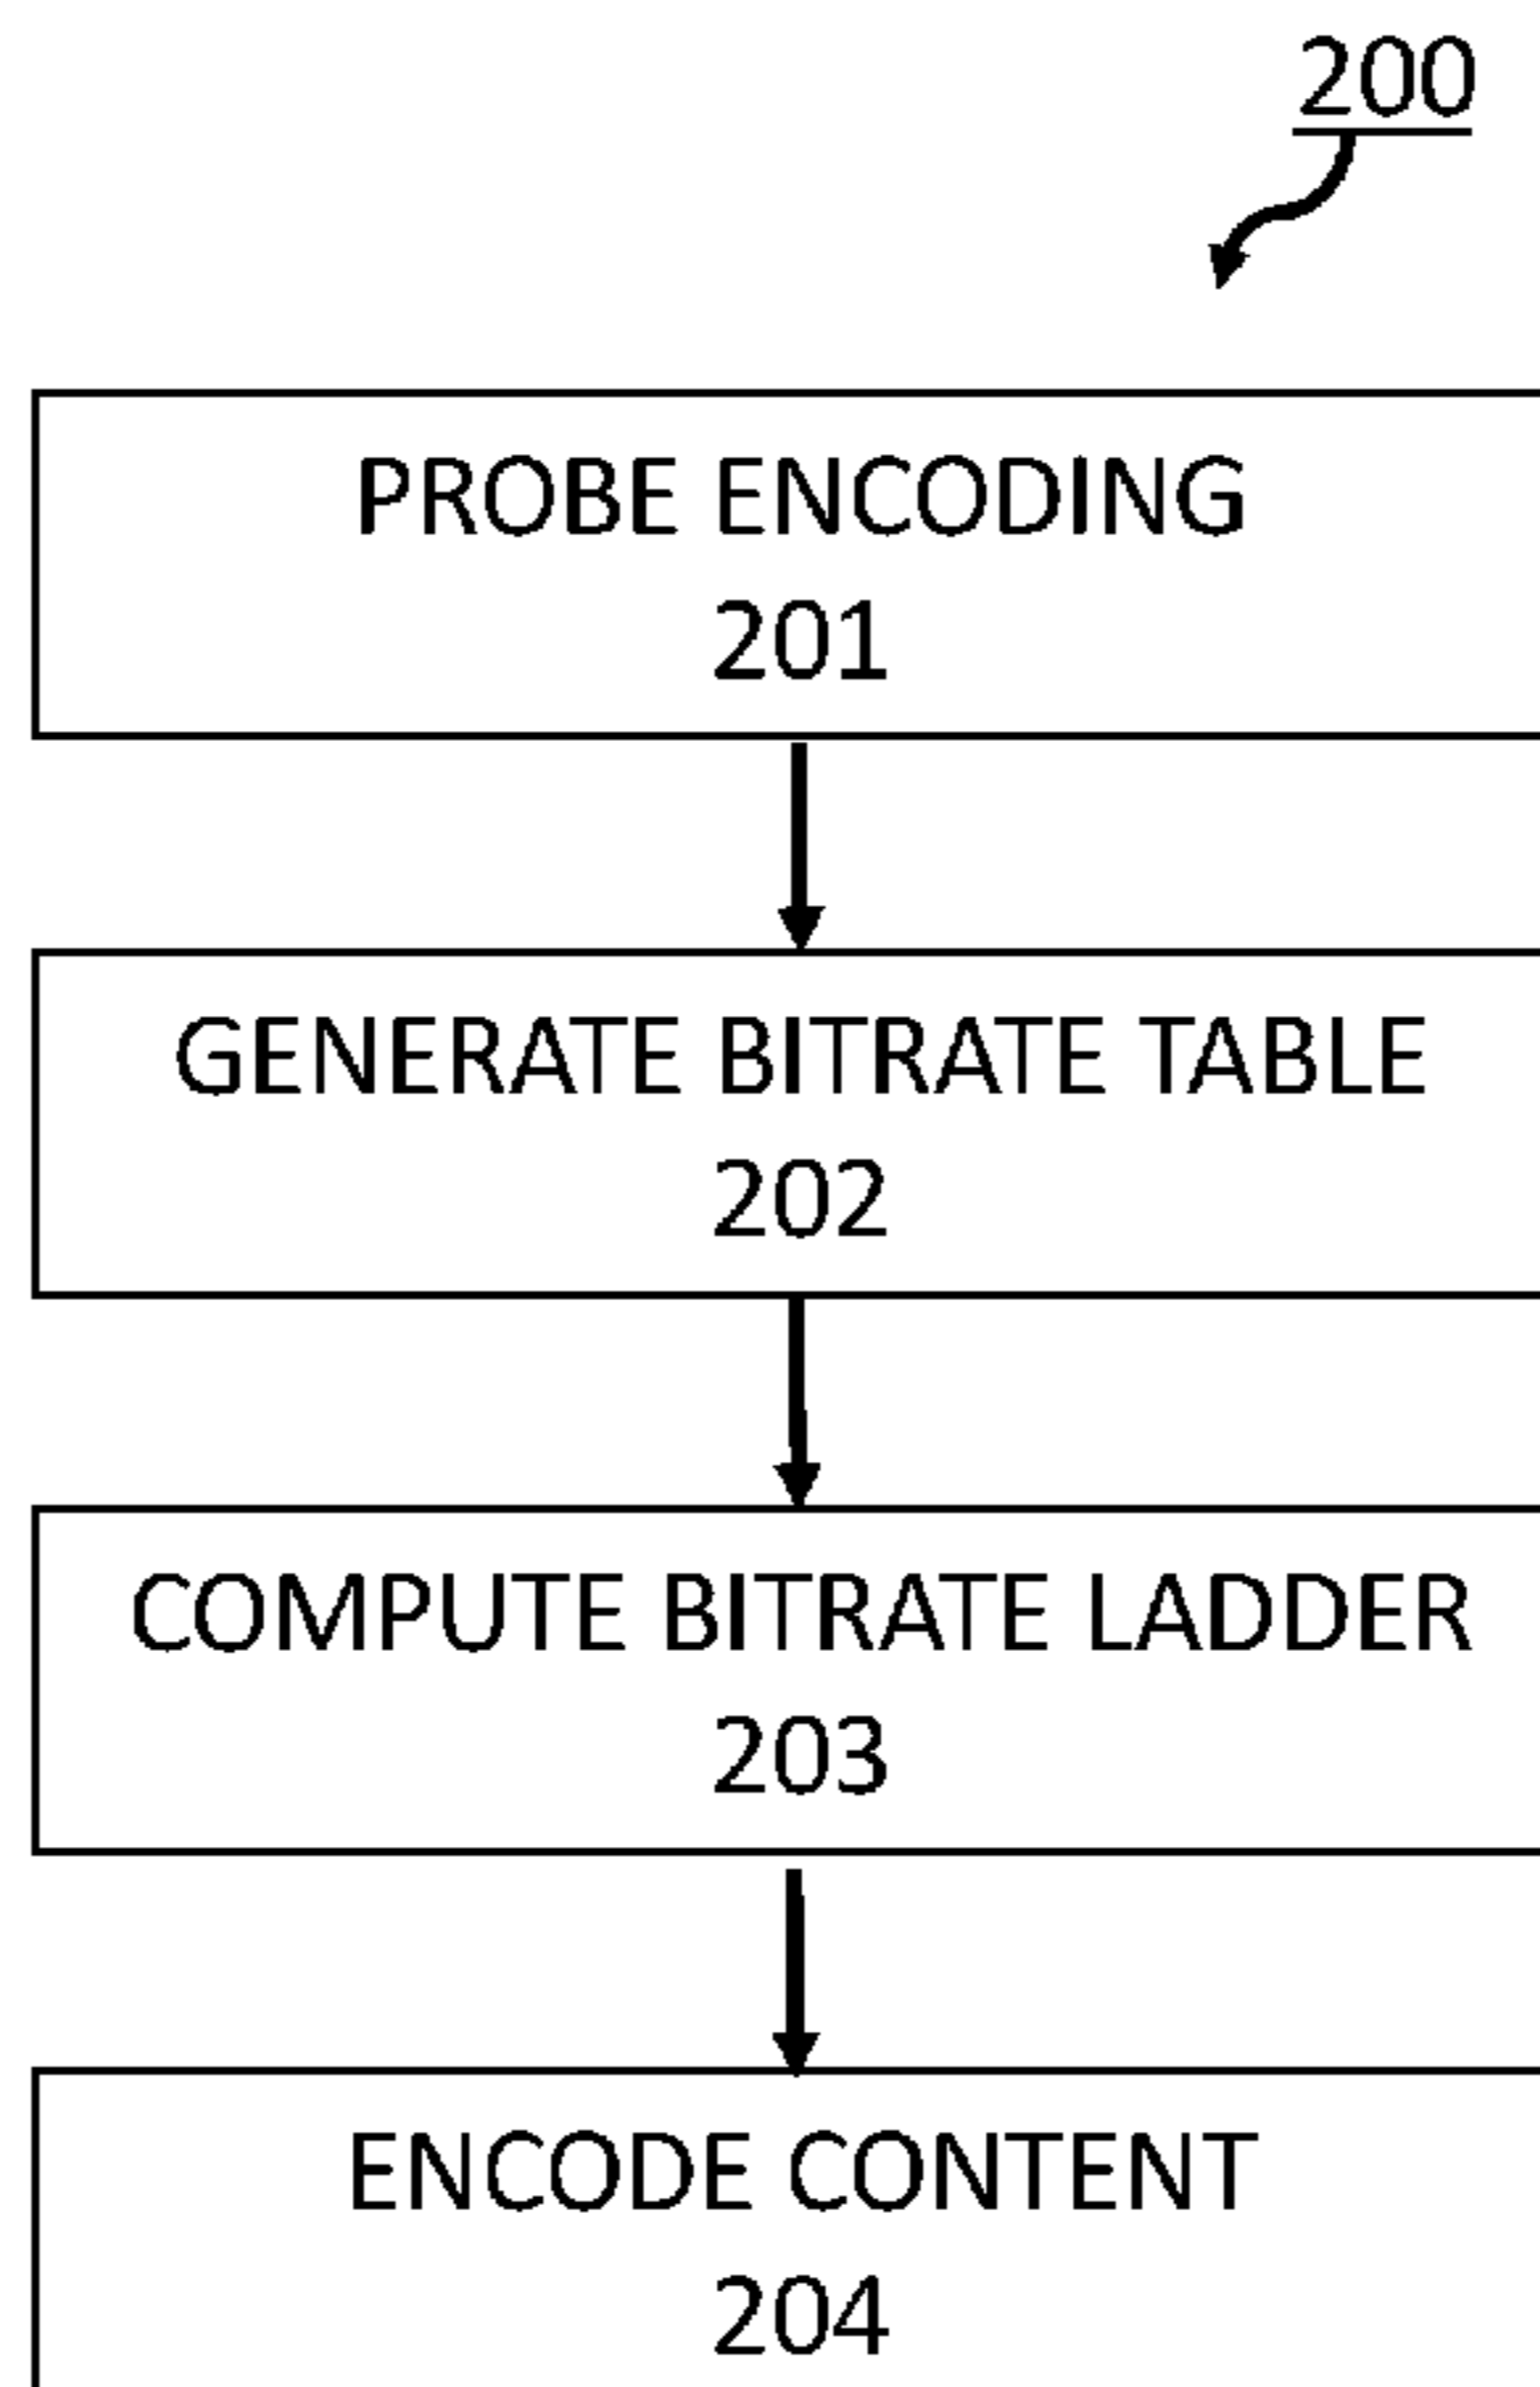 200
PROBE ENCODING
201
GENERATE BITRATE TABLE
202
COMPUTE BITRATE LADDER
203
ENCODE CONTENT
204